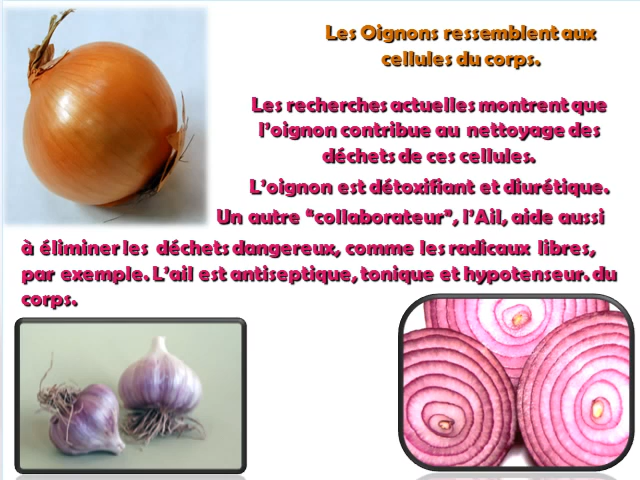 Les Oignons ressemblent aux
cellules du corps.
Les recherches actuelles montrent que
l'oignon contribue au nettoyage des
déchets de ces cellules.
L'oignon est détoxifiant et diurétique.
Un autre "collaborateur", l'Ail, aide aussi
à éliminer les déchets dangereux, comme les radicaux libres,
par exemple. L'ail est antiseptique, tonique et hypotenseur. du
corps.